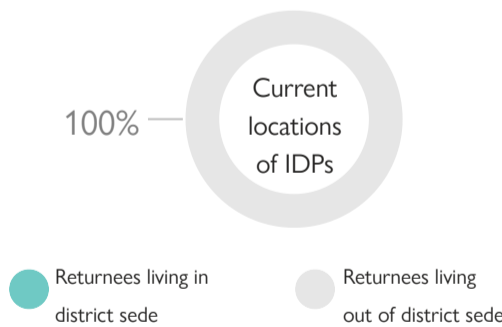 Current
100%
locations
of IDPs
Returnees living in
district sede
Returnees living
out of district sede